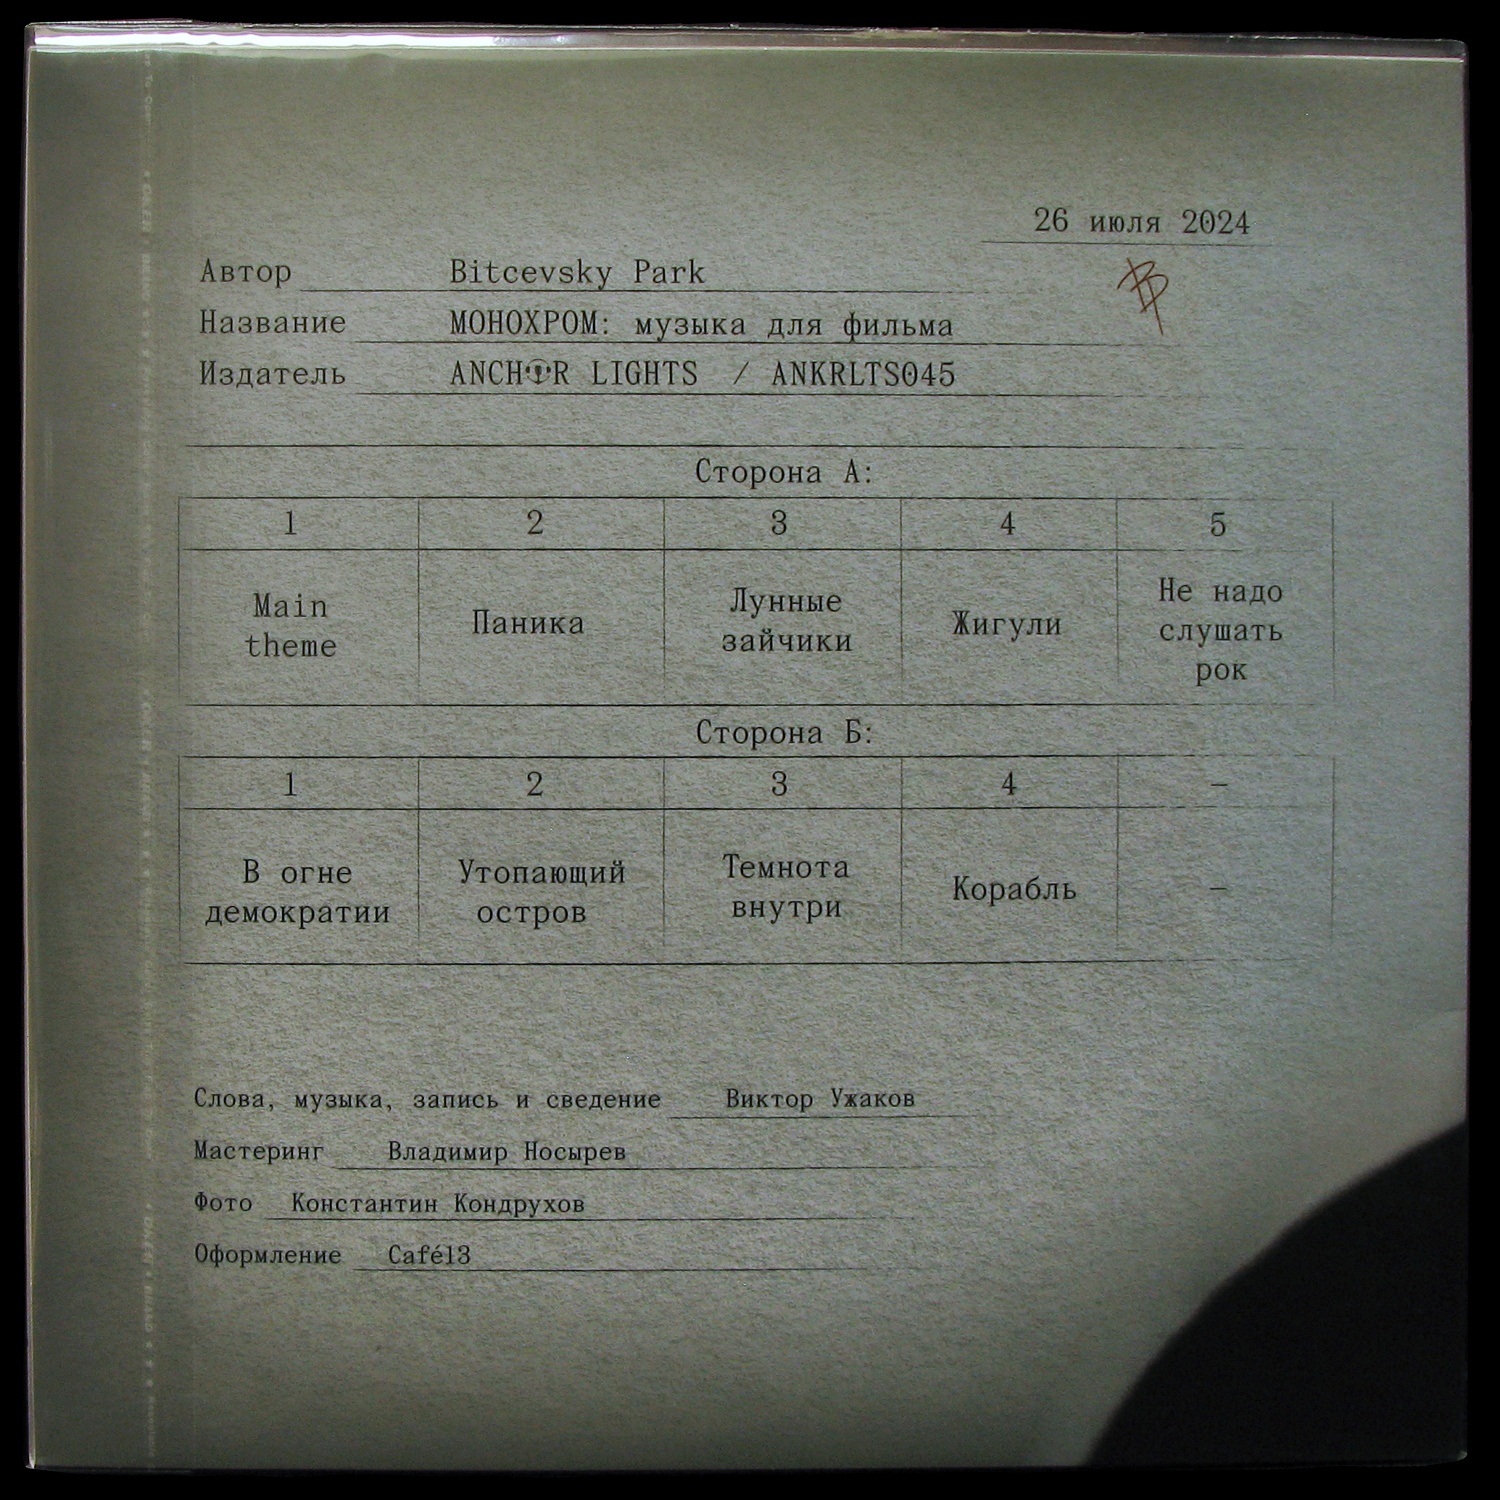 26 июля 2024
Автор Bitcevsky Park
Название МОНОХРОМ: музыка для фильма
Издатель ANCHOR LIGHTS / ANKRLTS045
Сторона А:
1 2 3 4 5
Main theme
Паника
Лунные зайчики
Жигули
Не надо слушать рок
Сторона Б:
1 2 3 4 –
В огне демократии
Утопающий остров
Темнота внутри
Корабль
–
Слова, музыка, запись и сведение Виктор Ужаков
Мастеринг Владимир Носырев
Фото Константин Кондрухов
Оформление Café13